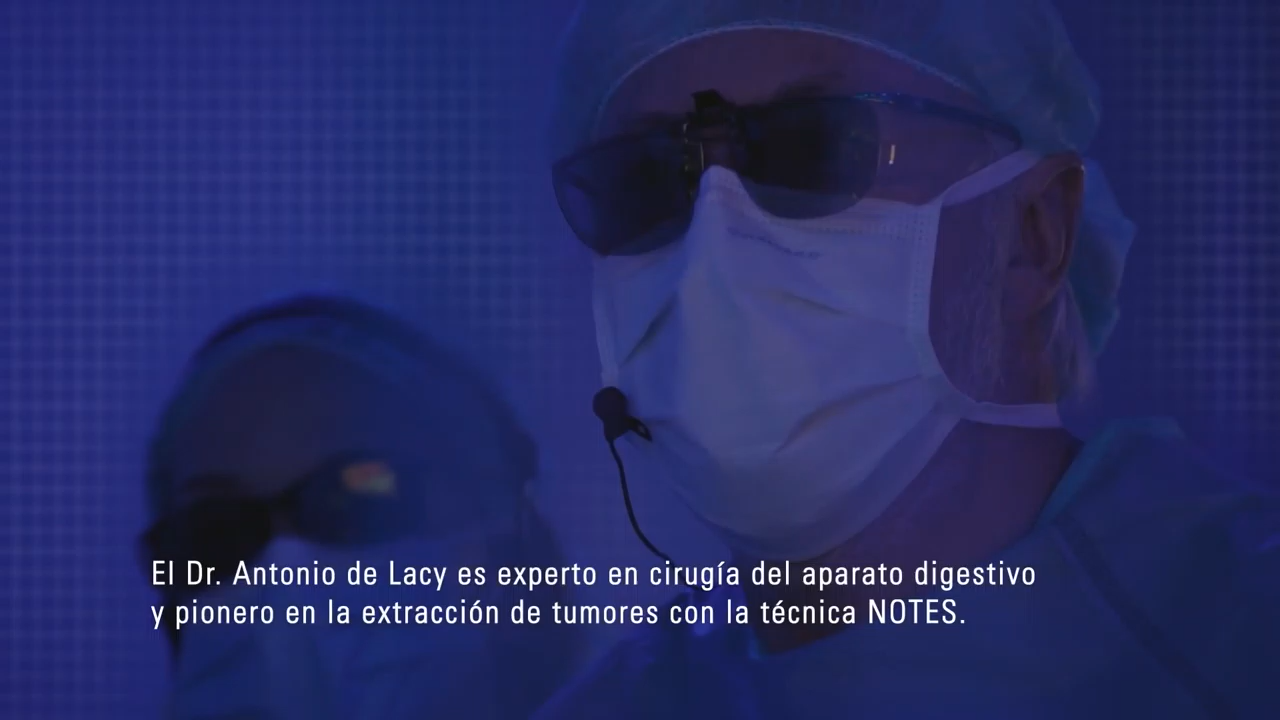 El Dr. Antonio de Lacy es experto en cirugía del aparato digestivo
y pionero en la extracción de tumores con la técnica NOTES.